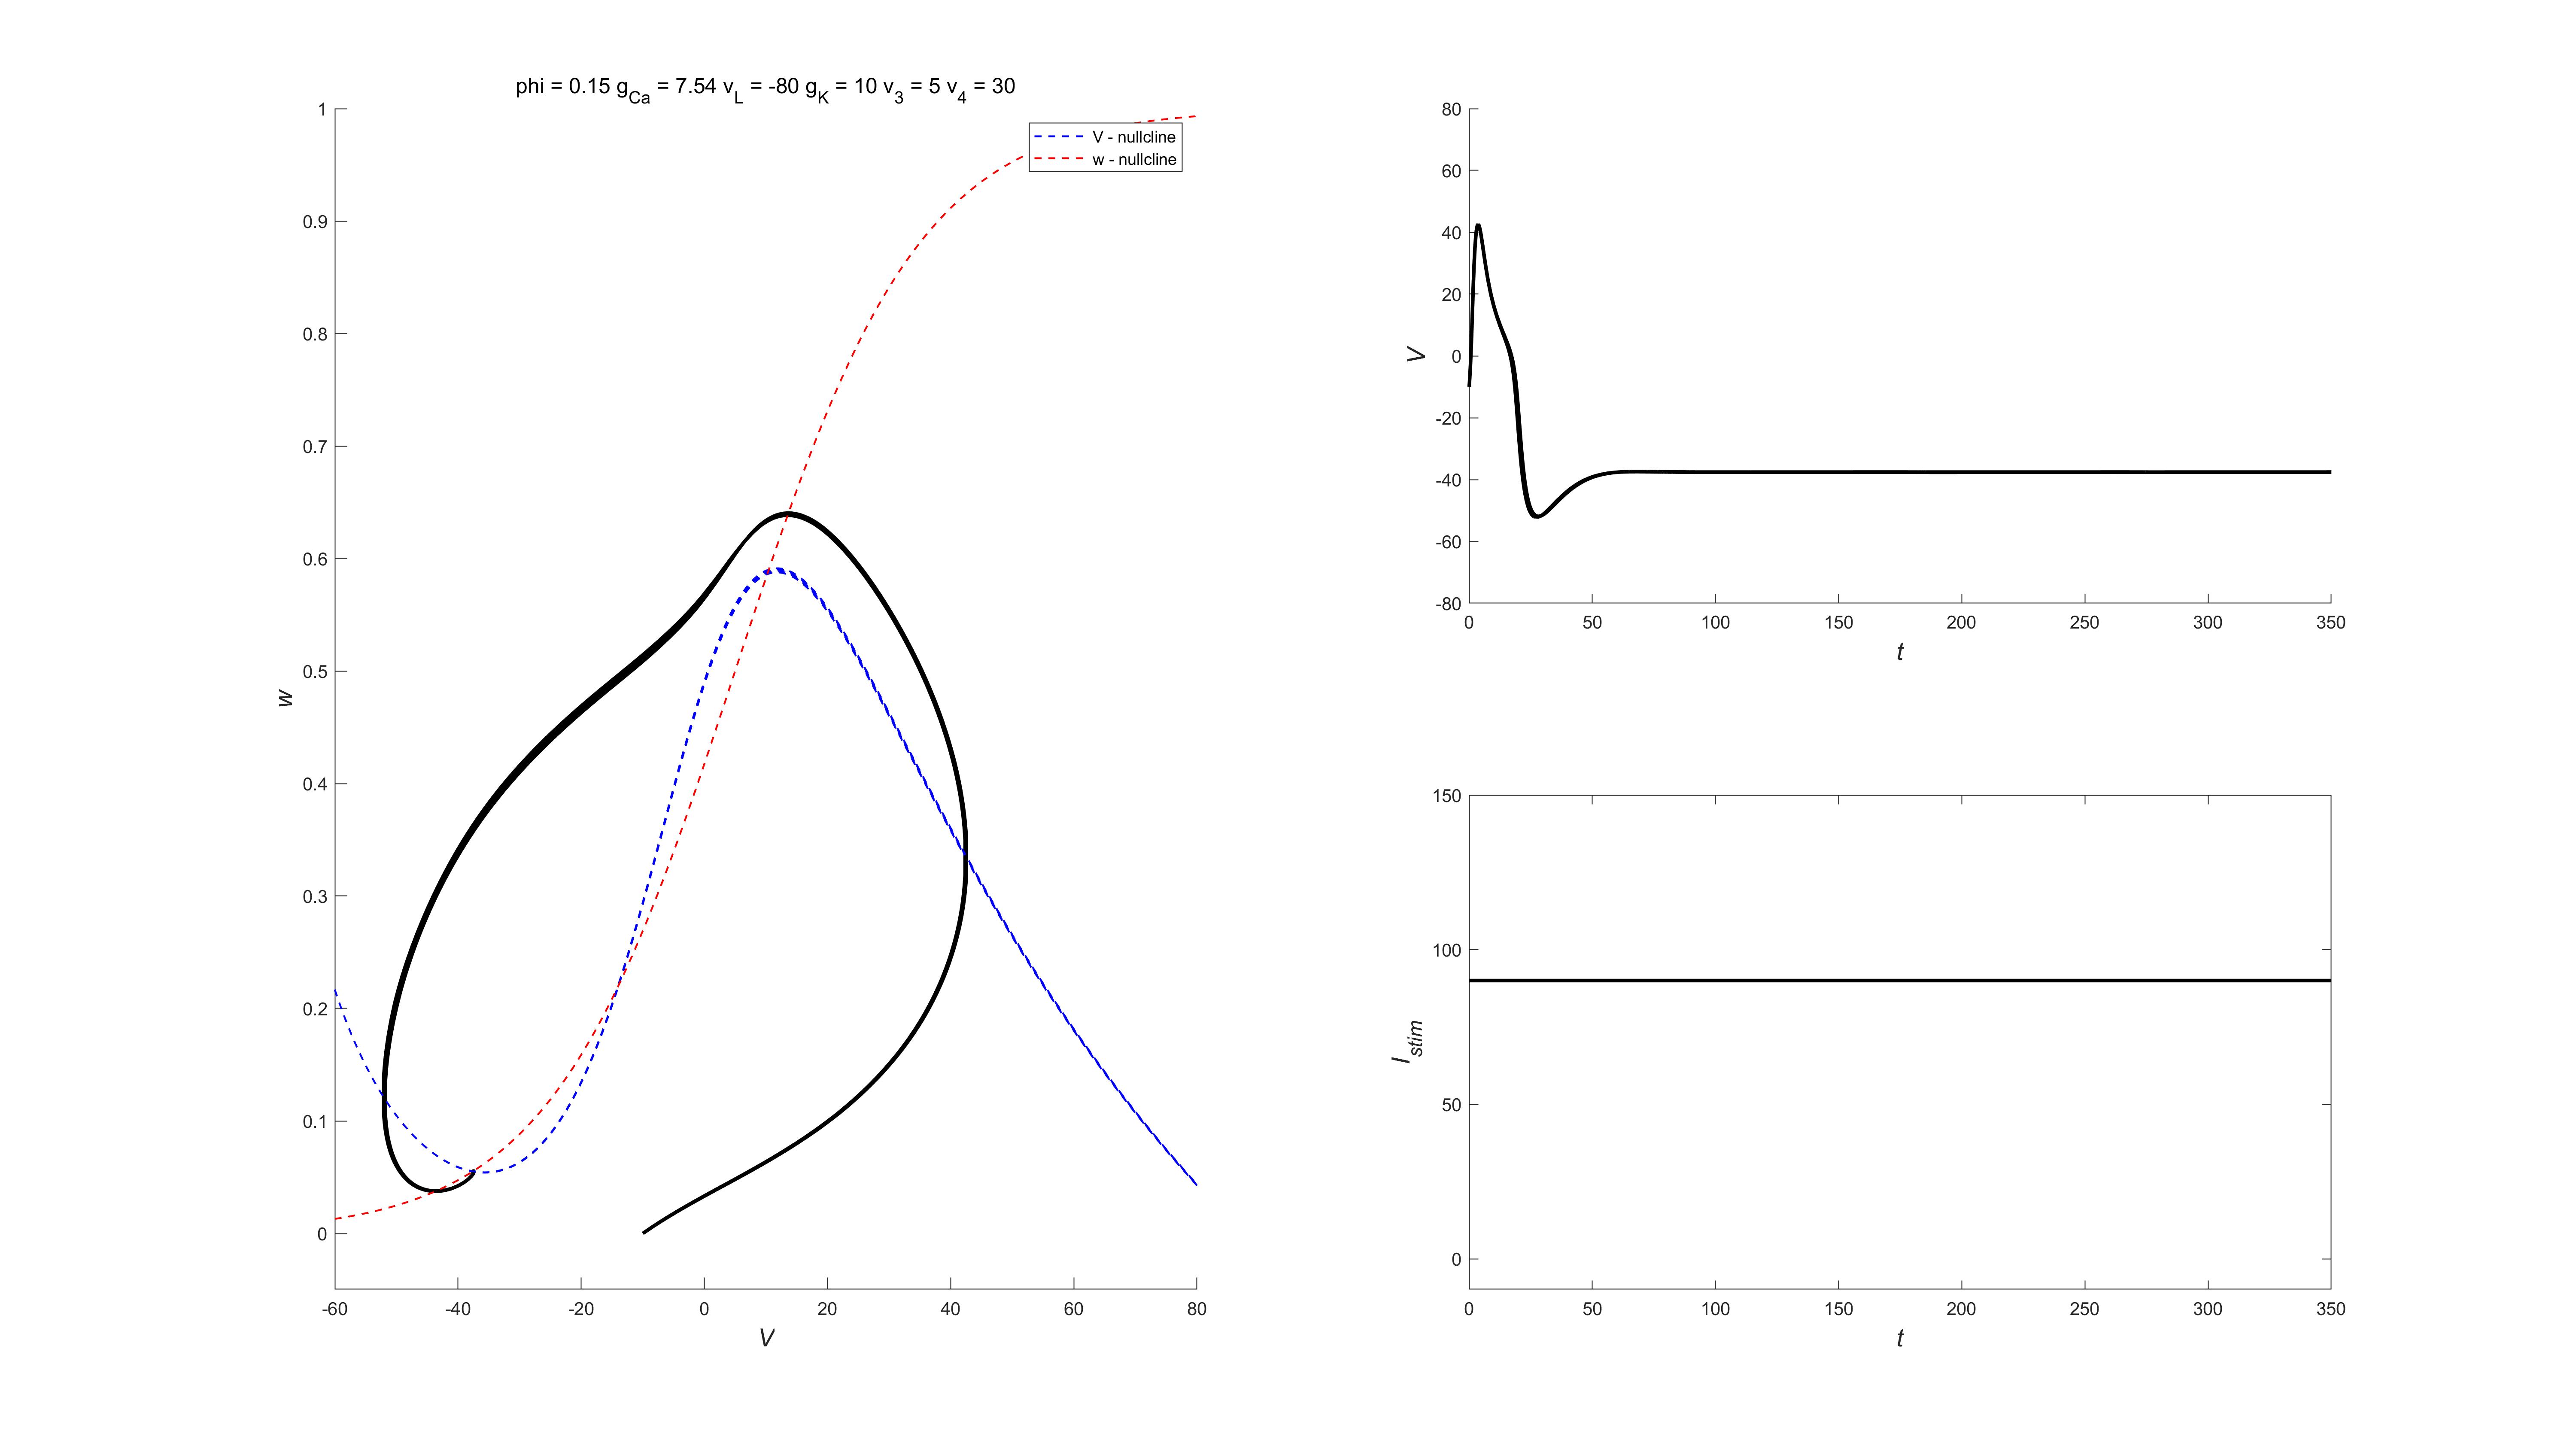 phi = 0.15 g_Ca = 7.54 v_L = -80 g_K = 10 v_3 = 5 v_4 = 30
1
0.9
0.8
0.7
0.6
0.5
0.4
0.3
0.2
0.1
0
w
V - nullcline
w - nullcline
-60 -40 -20 0 20 40 60 80
V
80
60
40
20
0
-20
-40
-60
-80
V
0 50 100 150 200 250 300 350
t
150
100
50
0
I_stim
0 50 100 150 200 250 300 350
t